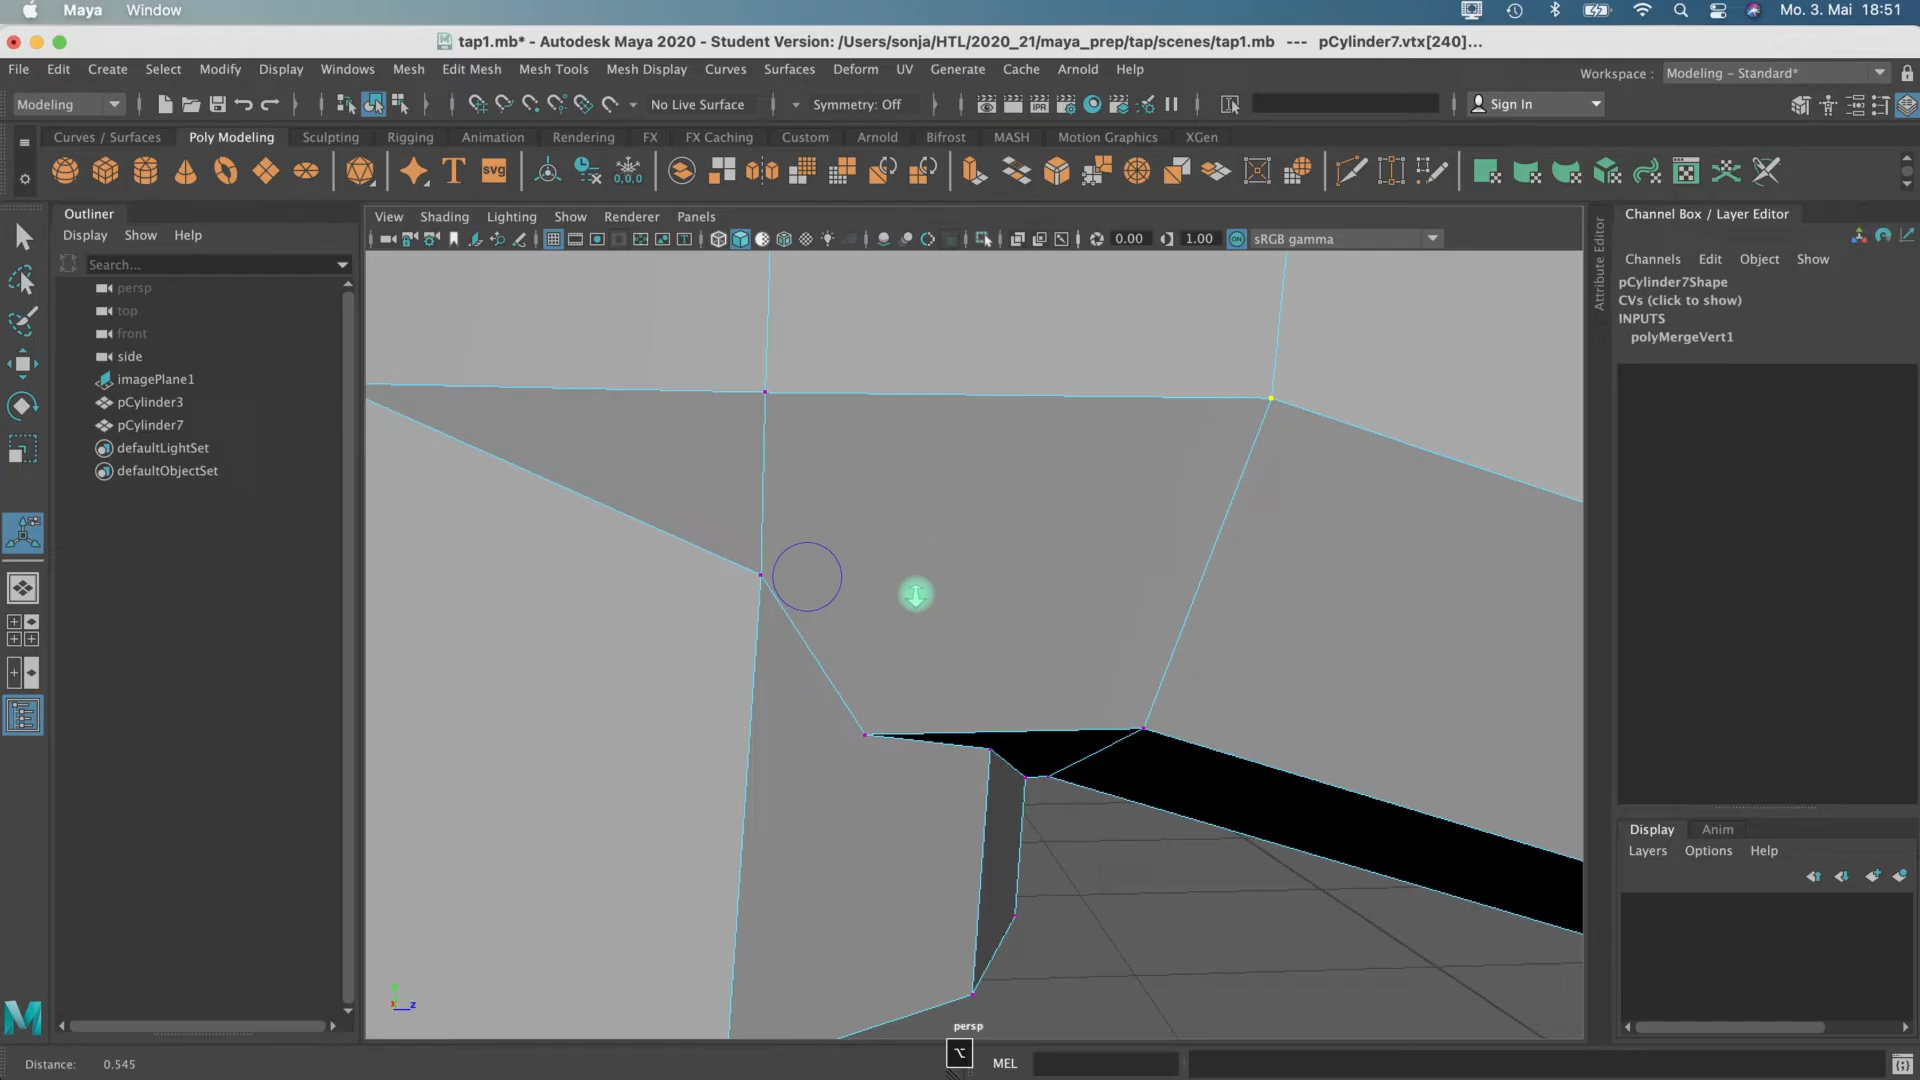 Maya Window Mo. 3. Mai 18:51
tap1.mb* - Autodesk Maya 2020 - Student Version: /Users/sonja/HTL/2020_21/maya_prep/tap/scenes/tap1.mb --- pCylinder7.vtx[240]...
File Edit Create Select Modify Display Windows Mesh Edit Mesh Mesh Tools Mesh Display Curves Surfaces Deform UV Generate Cache Arnold Help Workspace : Modeling - Standard*
Modeling No Live Surface Symmetry: Off IPR Sign In
Curves / Surfaces Poly Modeling Sculpting Rigging Animation Rendering FX FX Caching Custom Arnold Bifrost MASH Motion Graphics XGen
T svg 0,0,0
Outliner
Display Show Help
Search...
persp
top
front
side
imagePlane1
pCylinder3
pCylinder7
defaultLightSet
defaultObjectSet
View Shading Lighting Show Renderer Panels
0.00 1.00 ON sRGB gamma
Attribute Editor
Channel Box / Layer Editor
Channels Edit Object Show
pCylinder7Shape
CVs (click to show)
INPUTS
polyMergeVert1
Display Anim
Layers Options Help
z
persp
Distance: 0.545
⌥ MEL